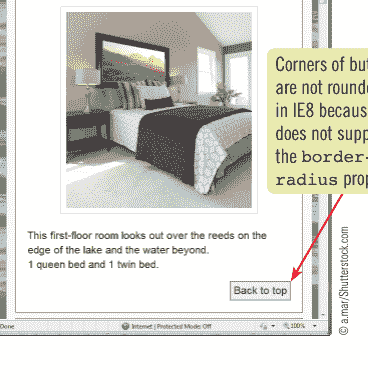 Corners of but
are not rounde
in IE8 becaus
does not supp
the border-
radius prop
This first-floor room looks out over the reeds on the
edge of the lake and the water beyond.
1 queen bed and 1 twin bed.
Back to top
Done
Internet | Protected Mode: Off
100%
© a.mar/Shutterstock.com